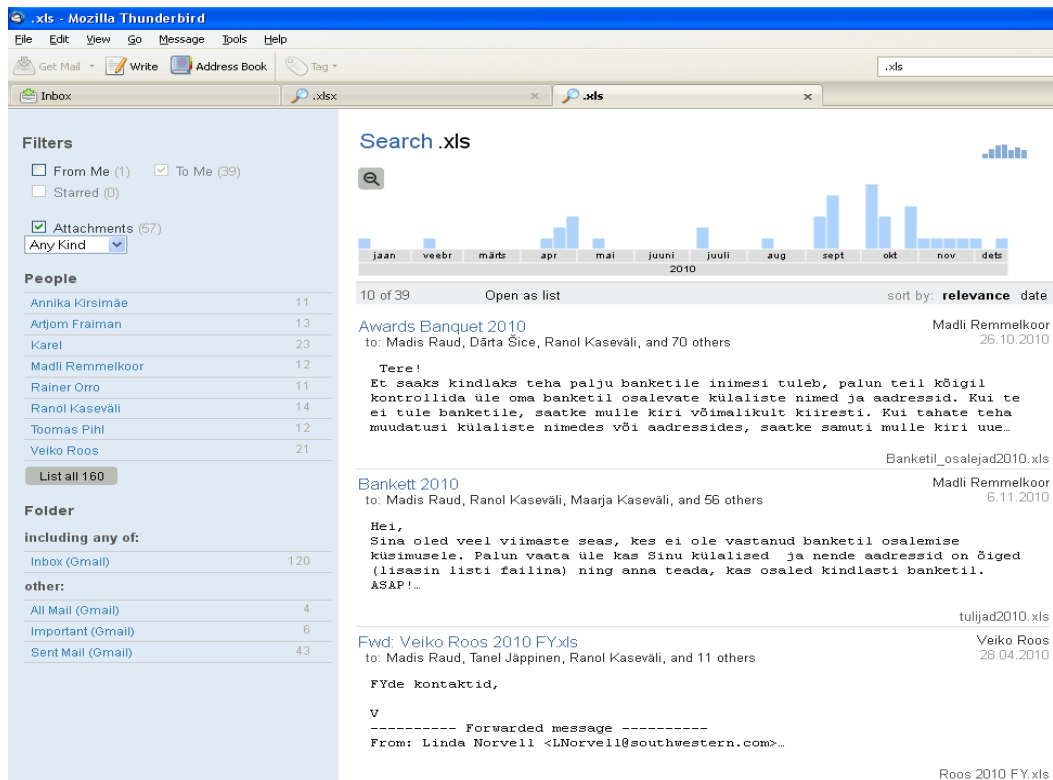 .xls - Mozilla Thunderbird
File Edit View Go Message Tools Help
Get Mail Write Address Book Tag .xls
Inbox .xlsx .xls
Filters
From Me (1) To Me (39)
Starred (0)
Attachments (57)
Any Kind
People
Annika Kirsimäe 11
Artjom Fraiman 13
Karel 23
Madli Remmelkoor 12
Rainer Orro 11
Ranol Kaseväli 14
Toomas Pihl 12
Veiko Roos 21
List all 160
Folder
including any of:
Inbox (Gmail) 120
other:
All Mail (Gmail) 4
Important (Gmail) 6
Sent Mail (Gmail) 43
Search .xls
jaan veebr märts apr mai juuni juuli aug sept okt nov dets
2010
10 of 39 Open as list sort by: relevance date
Awards Banquet 2010 Madli Remmelkoor
to: Madis Raud, Dārta Šice, Ranol Kaseväli, and 70 others 26.10.2010
Tere!
Et saaks kindlaks teha palju banketile inimesi tuleb, palun teil kõigil
kontrollida üle oma banketil osalevate külaliste nimed ja aadressid. Kui te
ei tule banketile, saatke mulle kiri võimalikult kiiresti. Kui tahate teha
muudatusi külaliste nimedes või aadressides, saatke samuti mulle kiri uue…
Banketil_osalejad2010.xls
Bankett 2010 Madli Remmelkoor
to: Madis Raud, Ranol Kaseväli, Maarja Kaseväli, and 56 others 6.11.2010
Hei,
Sina oled veel viimaste seas, kes ei ole vastanud banketil osalemise
küsimusele. Palun vaata üle kas Sinu külalised ja nende aadressid on õiged
(lisasin listi failina) ning anna teada, kas osaled kindlasti banketil.
ASAP!…
tulijad2010.xls
Fwd: Veiko Roos 2010 FY.xls Veiko Roos
to: Madis Raud, Tanel Jäppinen, Ranol Kaseväli, and 11 others 28.04.2010
FYde kontaktid,
V
---------- Forwarded message ----------
From: Linda Norvell <LNorvell@southwestern.com>…
Roos 2010 FY.xls